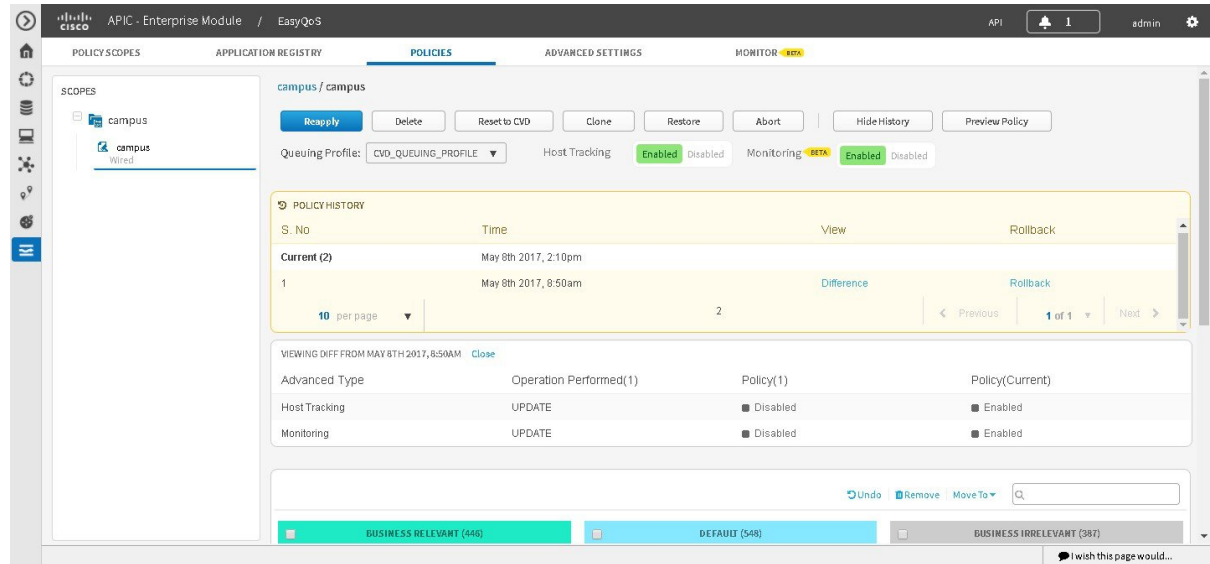 cisco APIC - Enterprise Module / EasyQoS API 1 admin
POLICY SCOPES APPLICATION REGISTRY POLICIES ADVANCED SETTINGS MONITOR BETA
SCOPES
campus
campus
Wired
campus / campus
Reapply Delete Reset to CVD Clone Restore Abort Hide History Preview Policy
Queuing Profile: CVD_QUEUING_PROFILE Host Tracking Enabled Disabled Monitoring BETA Enabled Disabled
POLICY HISTORY
S. No Time View Rollback
Current (2) May 8th 2017, 2:10pm
1 May 8th 2017, 8:50am Difference Rollback
10 per page 2 Previous 1 of 1 Next
VIEWING DIFF FROM MAY 8TH 2017, 8:50AM Close
Advanced Type Operation Performed(1) Policy(1) Policy(Current)
Host Tracking UPDATE Disabled Enabled
Monitoring UPDATE Disabled Enabled
Undo Remove Move To
BUSINESS RELEVANT (446) DEFAULT (548) BUSINESS IRRELEVANT (387)
I wish this page would...